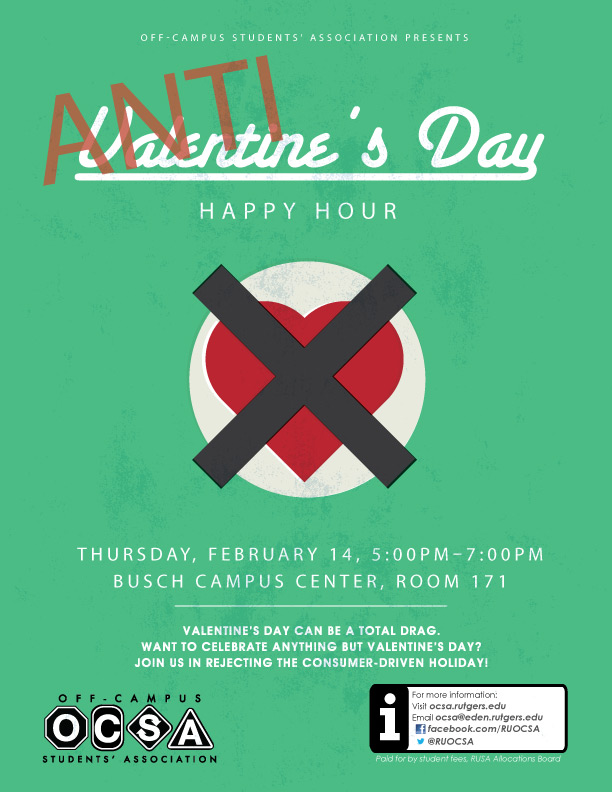 OFF-CAMPUS STUDENTS' ASSOCIATION PRESENTS
ANTI
Valentine's Day
HAPPY HOUR
THURSDAY, FEBRUARY 14, 5:00PM–7:00PM
BUSCH CAMPUS CENTER, ROOM 171
VALENTINE'S DAY CAN BE A TOTAL DRAG.
WANT TO CELEBRATE ANYTHING BUT VALENTINE'S DAY?
JOIN US IN REJECTING THE CONSUMER-DRIVEN HOLIDAY!
OFF-CAMPUS
OCSA
STUDENTS' ASSOCIATION
i
For more information:
Visit ocsa.rutgers.edu
Email ocsa@eden.rutgers.edu
f facebook.com/RUOCSA
@RUOCSA
Paid for by student fees, RUSA Allocations Board